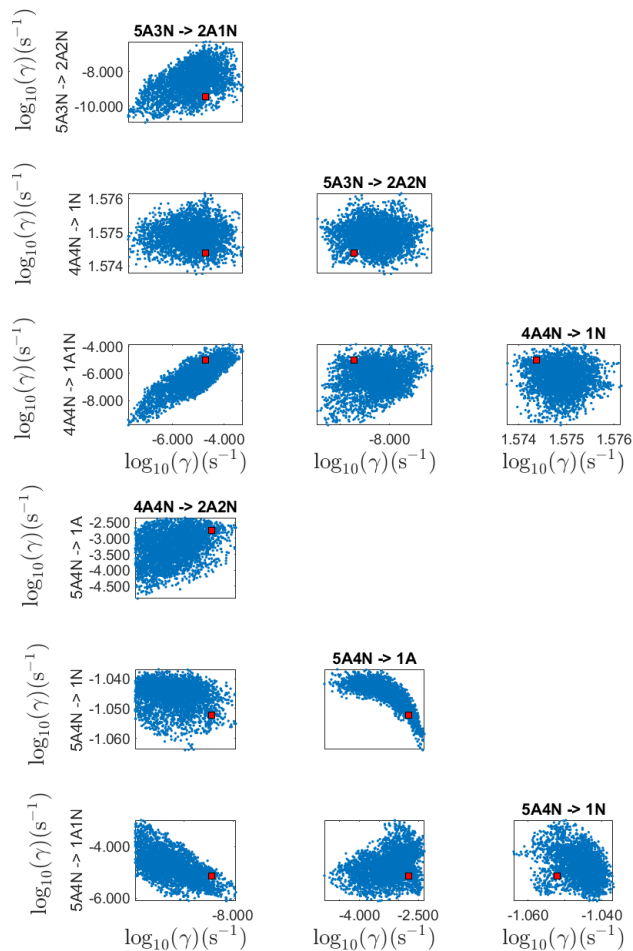 5A3N -> 2A1N
log10(γ)(s⁻¹)
5A3N -> 2A2N
-8.000
-10.000
5A3N -> 2A2N
log10(γ)(s⁻¹)
4A4N -> 1N
1.576
1.575
1.574
4A4N -> 1N
log10(γ)(s⁻¹)
4A4N -> 1A1N
-4.000
-6.000
-8.000
-6.000 -4.000
-8.000
1.574 1.575 1.576
log10(γ)(s⁻¹) log10(γ)(s⁻¹) log10(γ)(s⁻¹)
4A4N -> 2A2N
log10(γ)(s⁻¹)
5A4N -> 1A
-2.500
-3.000
-3.500
-4.000
-4.500
5A4N -> 1A
log10(γ)(s⁻¹)
5A4N -> 1N
-1.040
-1.050
-1.060
5A4N -> 1N
log10(γ)(s⁻¹)
5A4N -> 1A1N
-4.000
-6.000
-8.000
-4.000 -2.500
-1.060 -1.040
log10(γ)(s⁻¹) log10(γ)(s⁻¹) log10(γ)(s⁻¹)